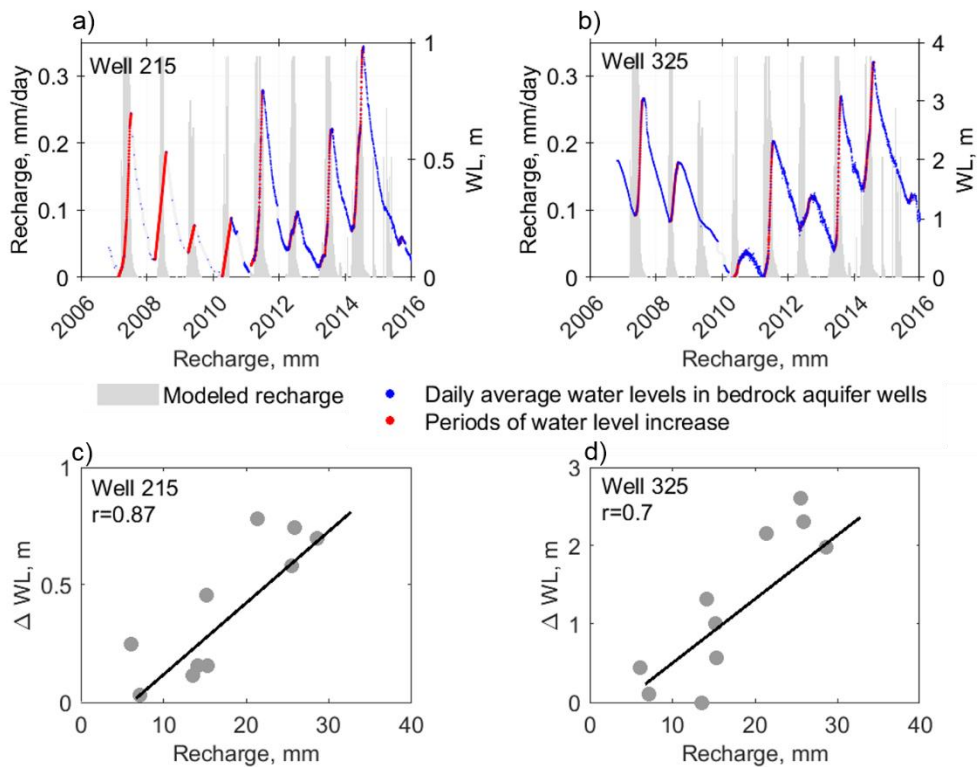 a)
Well 215
Recharge, mm/day
0.3
0.2
0.1
0
1
0.5
0
WL, m
2006
2008
2010
2012
2014
2016
Recharge, mm
b)
Well 325
Recharge, mm/day
0.3
0.2
0.1
0
4
3
2
1
0
WL, m
2006
2008
2010
2012
2014
2016
Recharge, mm
Modeled recharge
Daily average water levels in bedrock aquifer wells
Periods of water level increase
c)
Well 215
r=0.87
Δ WL, m
1
0.5
0
0
10
20
30
40
Recharge, mm
d)
Well 325
r=0.7
Δ WL, m
3
2
1
0
0
10
20
30
40
Recharge, mm